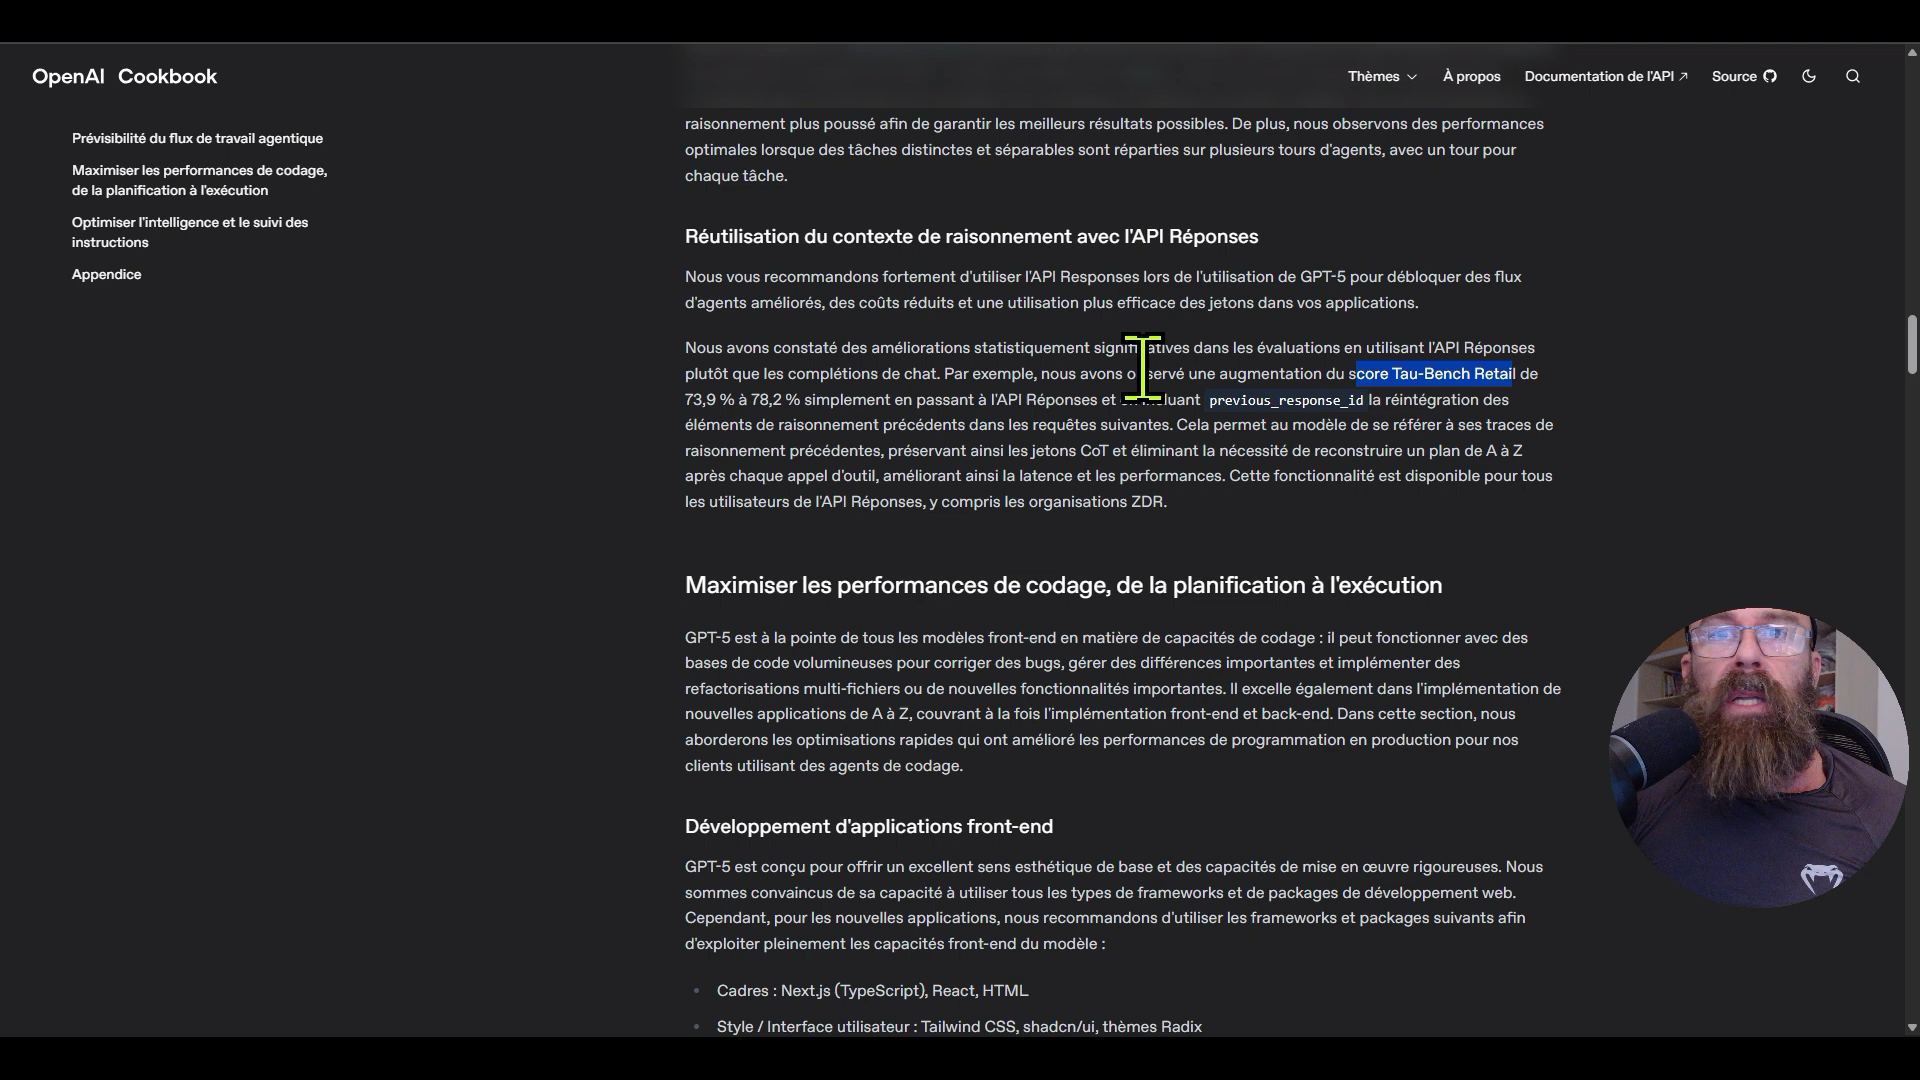 OpenAI Cookbook
Thèmes
À propos
Documentation de l'API ↗
Source
Prévisibilité du flux de travail agentique
Maximiser les performances de codage,
de la planification à l'exécution
Optimiser l'intelligence et le suivi des
instructions
Appendice
raisonnement plus poussé afin de garantir les meilleurs résultats possibles. De plus, nous observons des performances
optimales lorsque des tâches distinctes et séparables sont réparties sur plusieurs tours d'agents, avec un tour pour
chaque tâche.
Réutilisation du contexte de raisonnement avec l'API Réponses
Nous vous recommandons fortement d'utiliser l'API Responses lors de l'utilisation de GPT-5 pour débloquer des flux
d'agents améliorés, des coûts réduits et une utilisation plus efficace des jetons dans vos applications.
Nous avons constaté des améliorations statistiquement significatives dans les évaluations en utilisant l'API Réponses
plutôt que les complétions de chat. Par exemple, nous avons observé une augmentation du score Tau-Bench Retail de
73,9 % à 78,2 % simplement en passant à l'API Réponses et en incluant previous_response_id la réintégration des
éléments de raisonnement précédents dans les requêtes suivantes. Cela permet au modèle de se référer à ses traces de
raisonnement précédentes, préservant ainsi les jetons CoT et éliminant la nécessité de reconstruire un plan de A à Z
après chaque appel d'outil, améliorant ainsi la latence et les performances. Cette fonctionnalité est disponible pour tous
les utilisateurs de l'API Réponses, y compris les organisations ZDR.
Maximiser les performances de codage, de la planification à l'exécution
GPT-5 est à la pointe de tous les modèles front-end en matière de capacités de codage : il peut fonctionner avec des
bases de code volumineuses pour corriger des bugs, gérer des différences importantes et implémenter des
refactorisations multi-fichiers ou de nouvelles fonctionnalités importantes. Il excelle également dans l'implémentation de
nouvelles applications de A à Z, couvrant à la fois l'implémentation front-end et back-end. Dans cette section, nous
aborderons les optimisations rapides qui ont amélioré les performances de programmation en production pour nos
clients utilisant des agents de codage.
Développement d'applications front-end
GPT-5 est conçu pour offrir un excellent sens esthétique de base et des capacités de mise en œuvre rigoureuses. Nous
sommes convaincus de sa capacité à utiliser tous les types de frameworks et de packages de développement web.
Cependant, pour les nouvelles applications, nous recommandons d'utiliser les frameworks et packages suivants afin
d'exploiter pleinement les capacités front-end du modèle :
• Cadres : Next.js (TypeScript), React, HTML
• Style / Interface utilisateur : Tailwind CSS, shadcn/ui, thèmes Radix